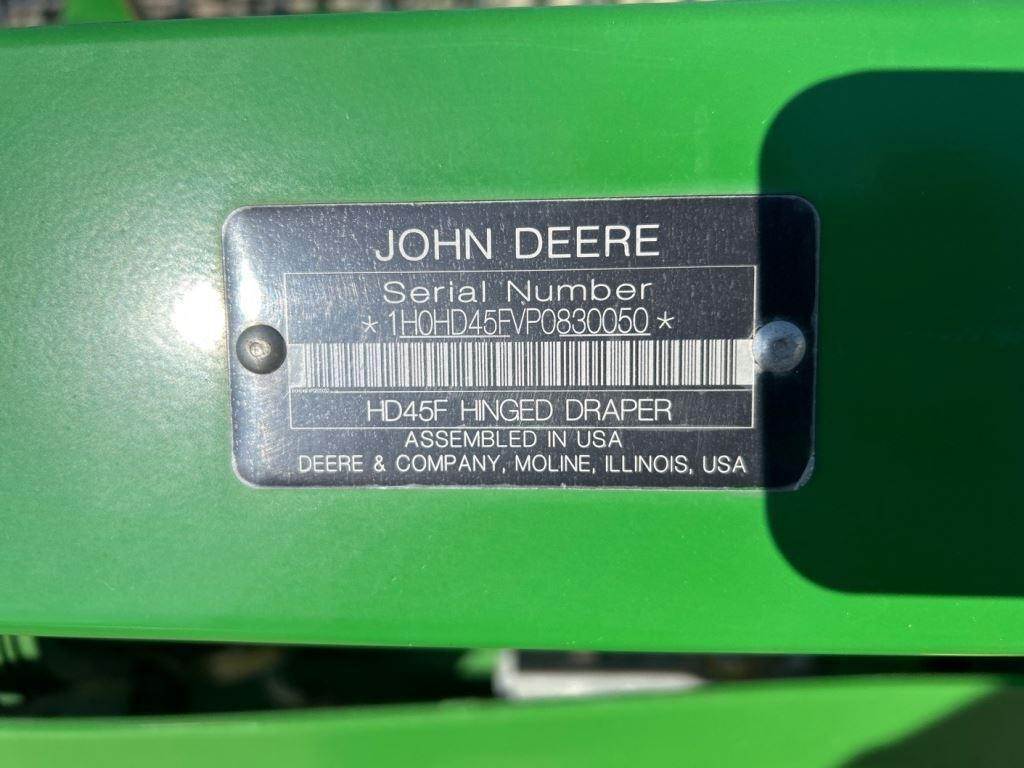 JOHN DEERE
Serial Number
*1H0HD45FVP0830050*
HD45F HINGED DRAPER
ASSEMBLED IN USA
DEERE & COMPANY, MOLINE, ILLINOIS, USA